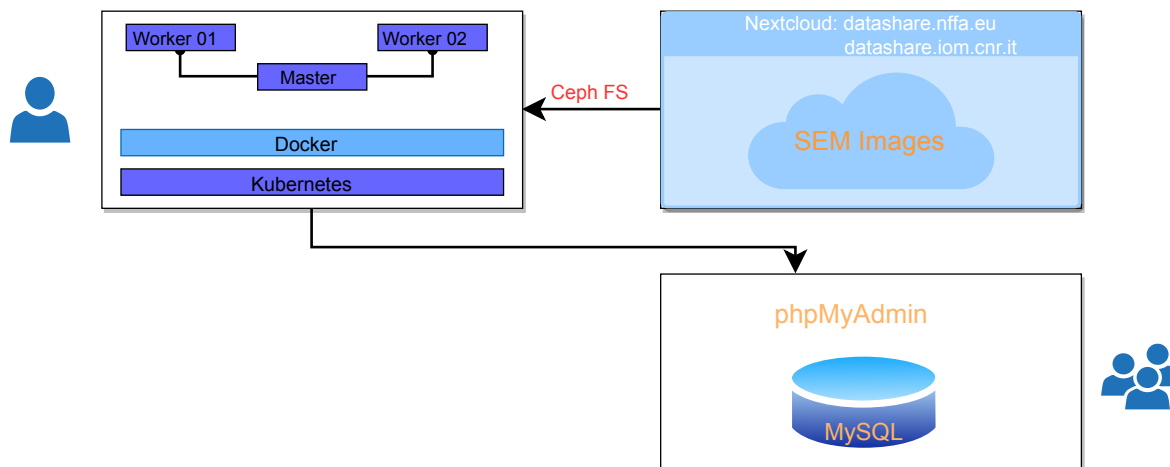 Worker 01
Worker 02
Master
Docker
Kubernetes
Ceph FS
Nextcloud: datashare.nffa.eu
datashare.iom.cnr.it
SEM Images
phpMyAdmin
MySQL